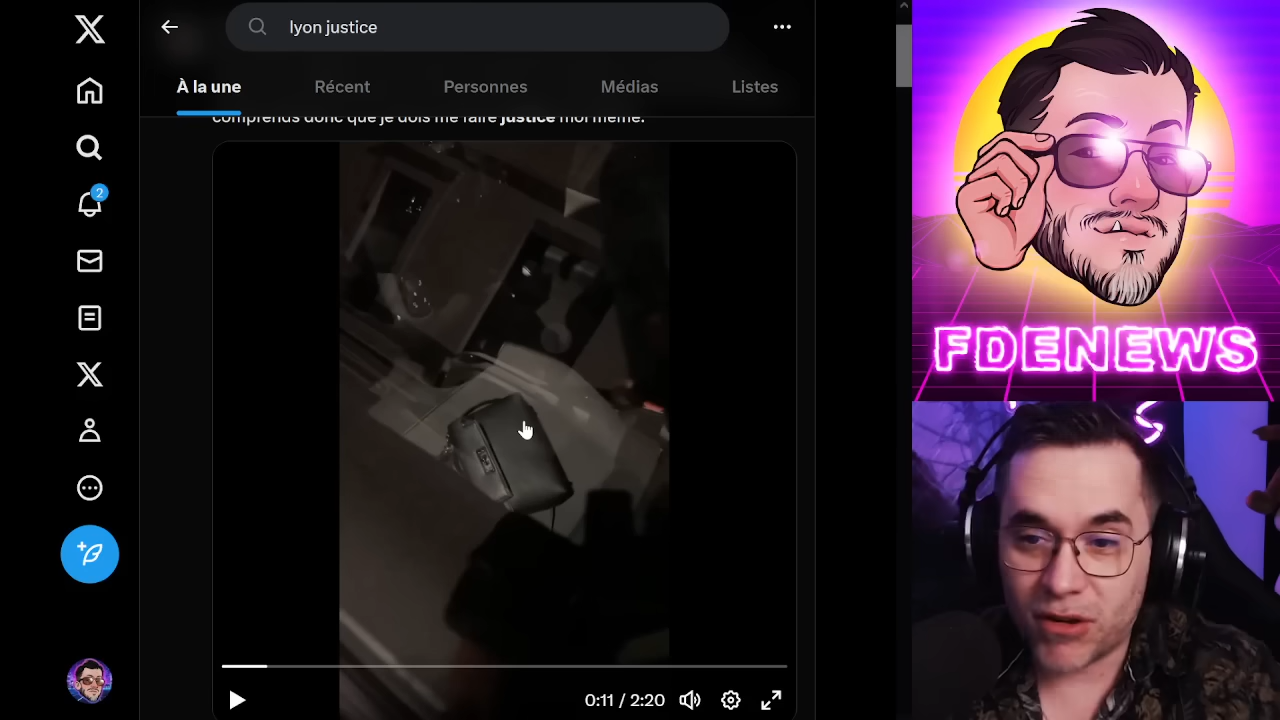 lyon justice
À la une
Récent
Personnes
Médias
Listes
comprends donc que je dois me faire justice moi même.
2
0:11 / 2:20
FDENEWS